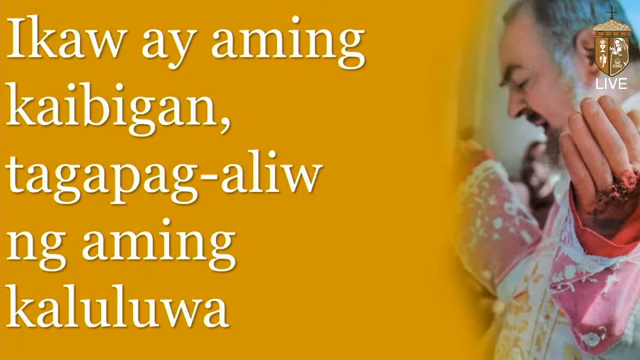 Ikaw ay aming
kaibigan,
tagapag-aliw
ng aming
kaluluwa
LIVE